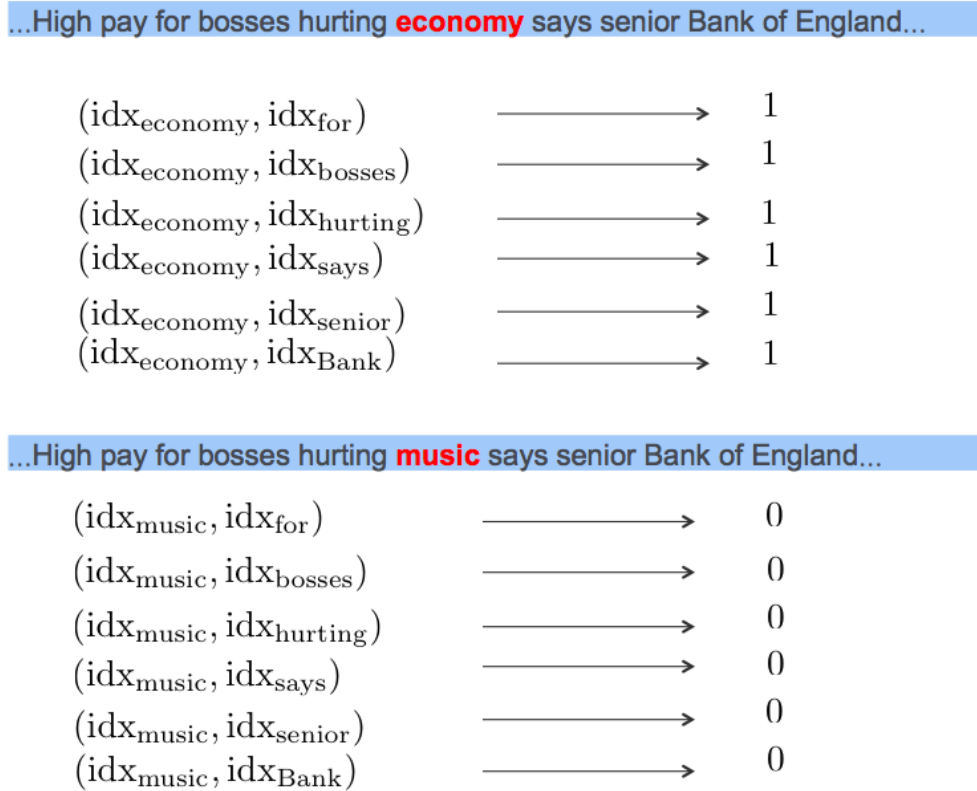 ...High pay for bosses hurting economy says senior Bank of England...
(idx_economy, idx_for) → 1
(idx_economy, idx_bosses) → 1
(idx_economy, idx_hurting) → 1
(idx_economy, idx_says) → 1
(idx_economy, idx_senior) → 1
(idx_economy, idx_Bank) → 1
...High pay for bosses hurting music says senior Bank of England...
(idx_music, idx_for) → 0
(idx_music, idx_bosses) → 0
(idx_music, idx_hurting) → 0
(idx_music, idx_says) → 0
(idx_music, idx_senior) → 0
(idx_music, idx_Bank) → 0